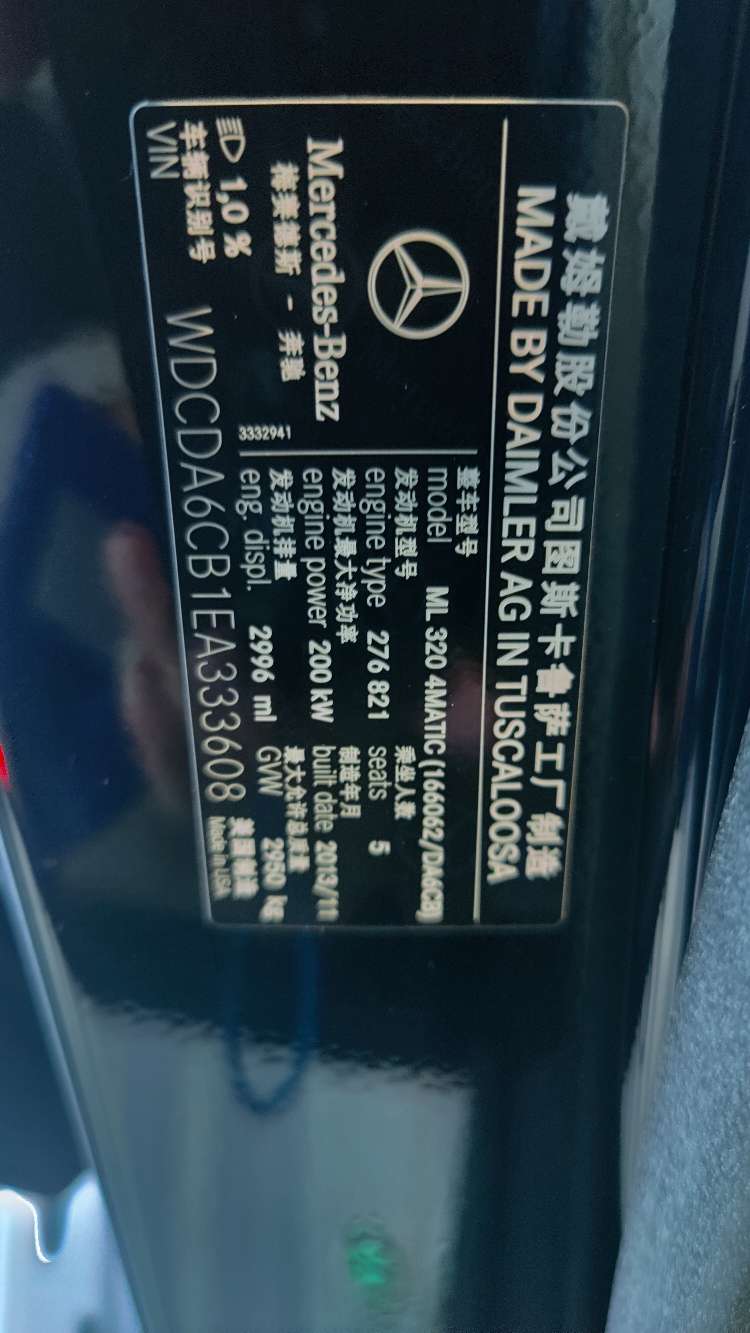 戴姆勒股份公司图斯卡鲁萨工厂制造
MADE BY DAIMLER AG IN TUSCALOOSA
Mercedes-Benz
梅赛德斯 - 奔驰
1,0 %
3332941
整车型号
model ML 320 4MATIC (166062/DA6CB)
发动机型号 乘坐人数
engine type 276 821 seats 5
发动机最大净功率 制造年月
engine power 200 kW built date 2013/11
发动机排量 最大允许总质量
eng. displ. 2996 ml GVW 2950 kg
车辆识别号 美国制造
VIN WDCDA6CB1EA333608 Made in USA